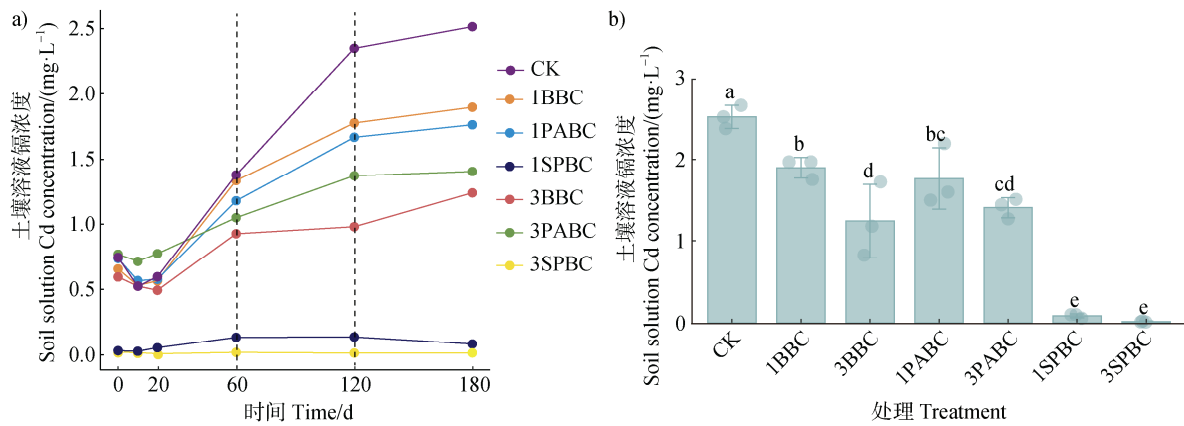 a)
土壤溶液镉浓度
Soil solution Cd concentration/(mg·L⁻¹)
2.5
2.0
1.5
1.0
0.5
0.0
0
20
60
120
180
时间 Time/d
CK
1BBC
1PABC
1SPBC
3BBC
3PABC
3SPBC
b)
土壤溶液镉浓度
Soil solution Cd concentration/(mg·L⁻¹)
3
2
1
0
a
b
d
bc
cd
e
e
CK
1BBC
3BBC
1PABC
3PABC
1SPBC
3SPBC
处理 Treatment